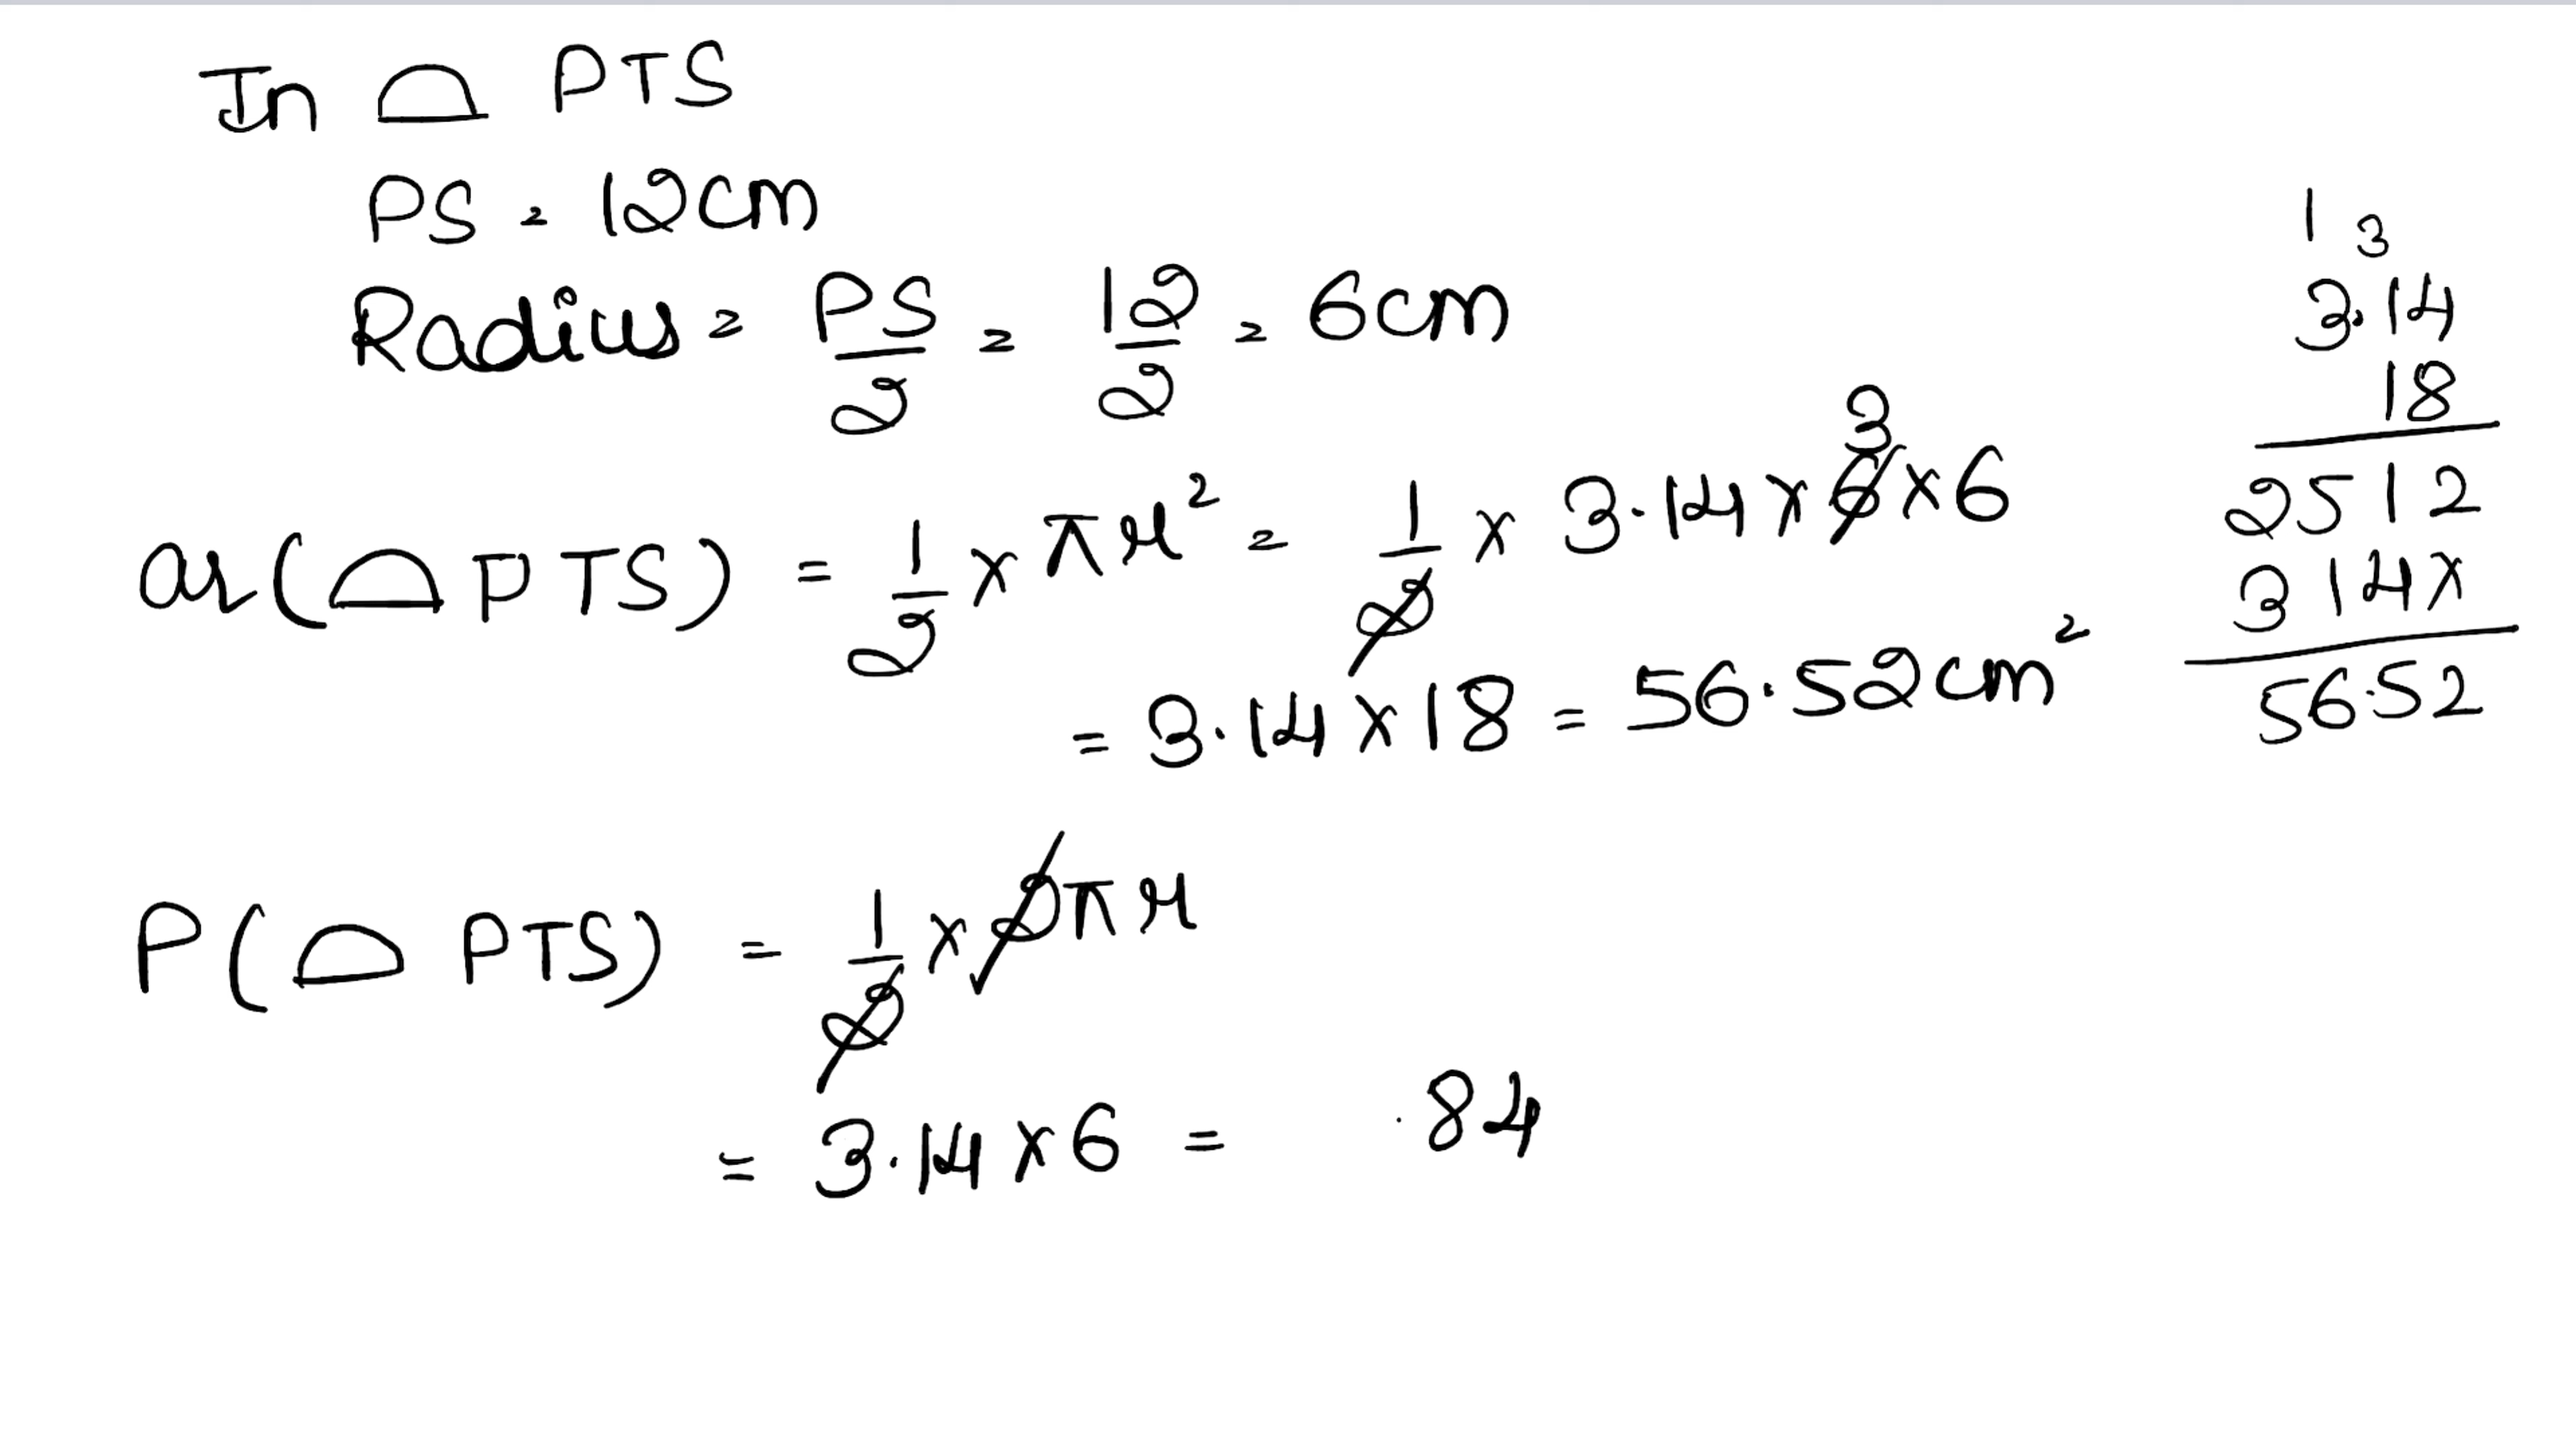 In ⌓ PTS
PS = 12cm
Radius = PS/2 = 12/2 = 6cm
ar(⌓ PTS) = 1/2 × πr² = 1/2 × 3.14 × 6 × 6
3
= 3.14 × 18 = 56.52cm²
P(⌓ PTS) = 1/2 × 2πr
= 3.14 × 6 = .84
1 3
3.14
18
2512
314×
56.52